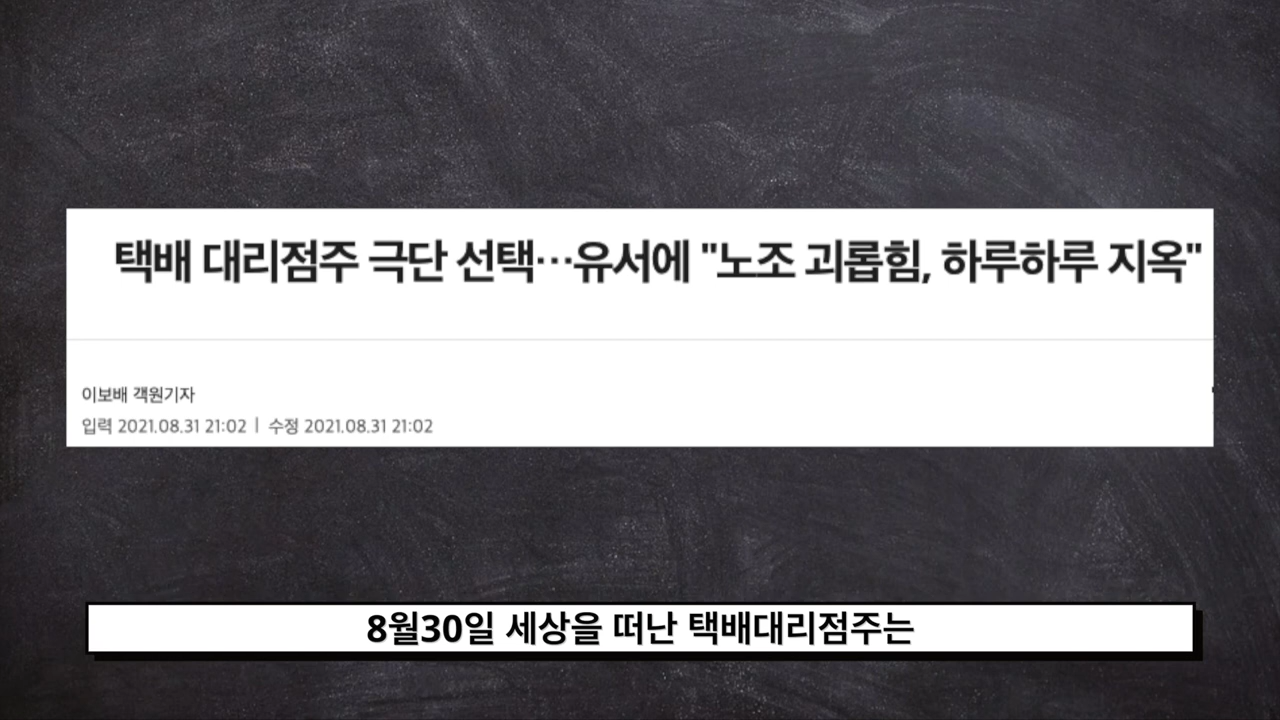 택배 대리점주 극단 선택…유서에 "노조 괴롭힘, 하루하루 지옥"
이보배 객원기자
입력 2021.08.31 21:02 | 수정 2021.08.31 21:02
8월30일 세상을 떠난 택배대리점주는